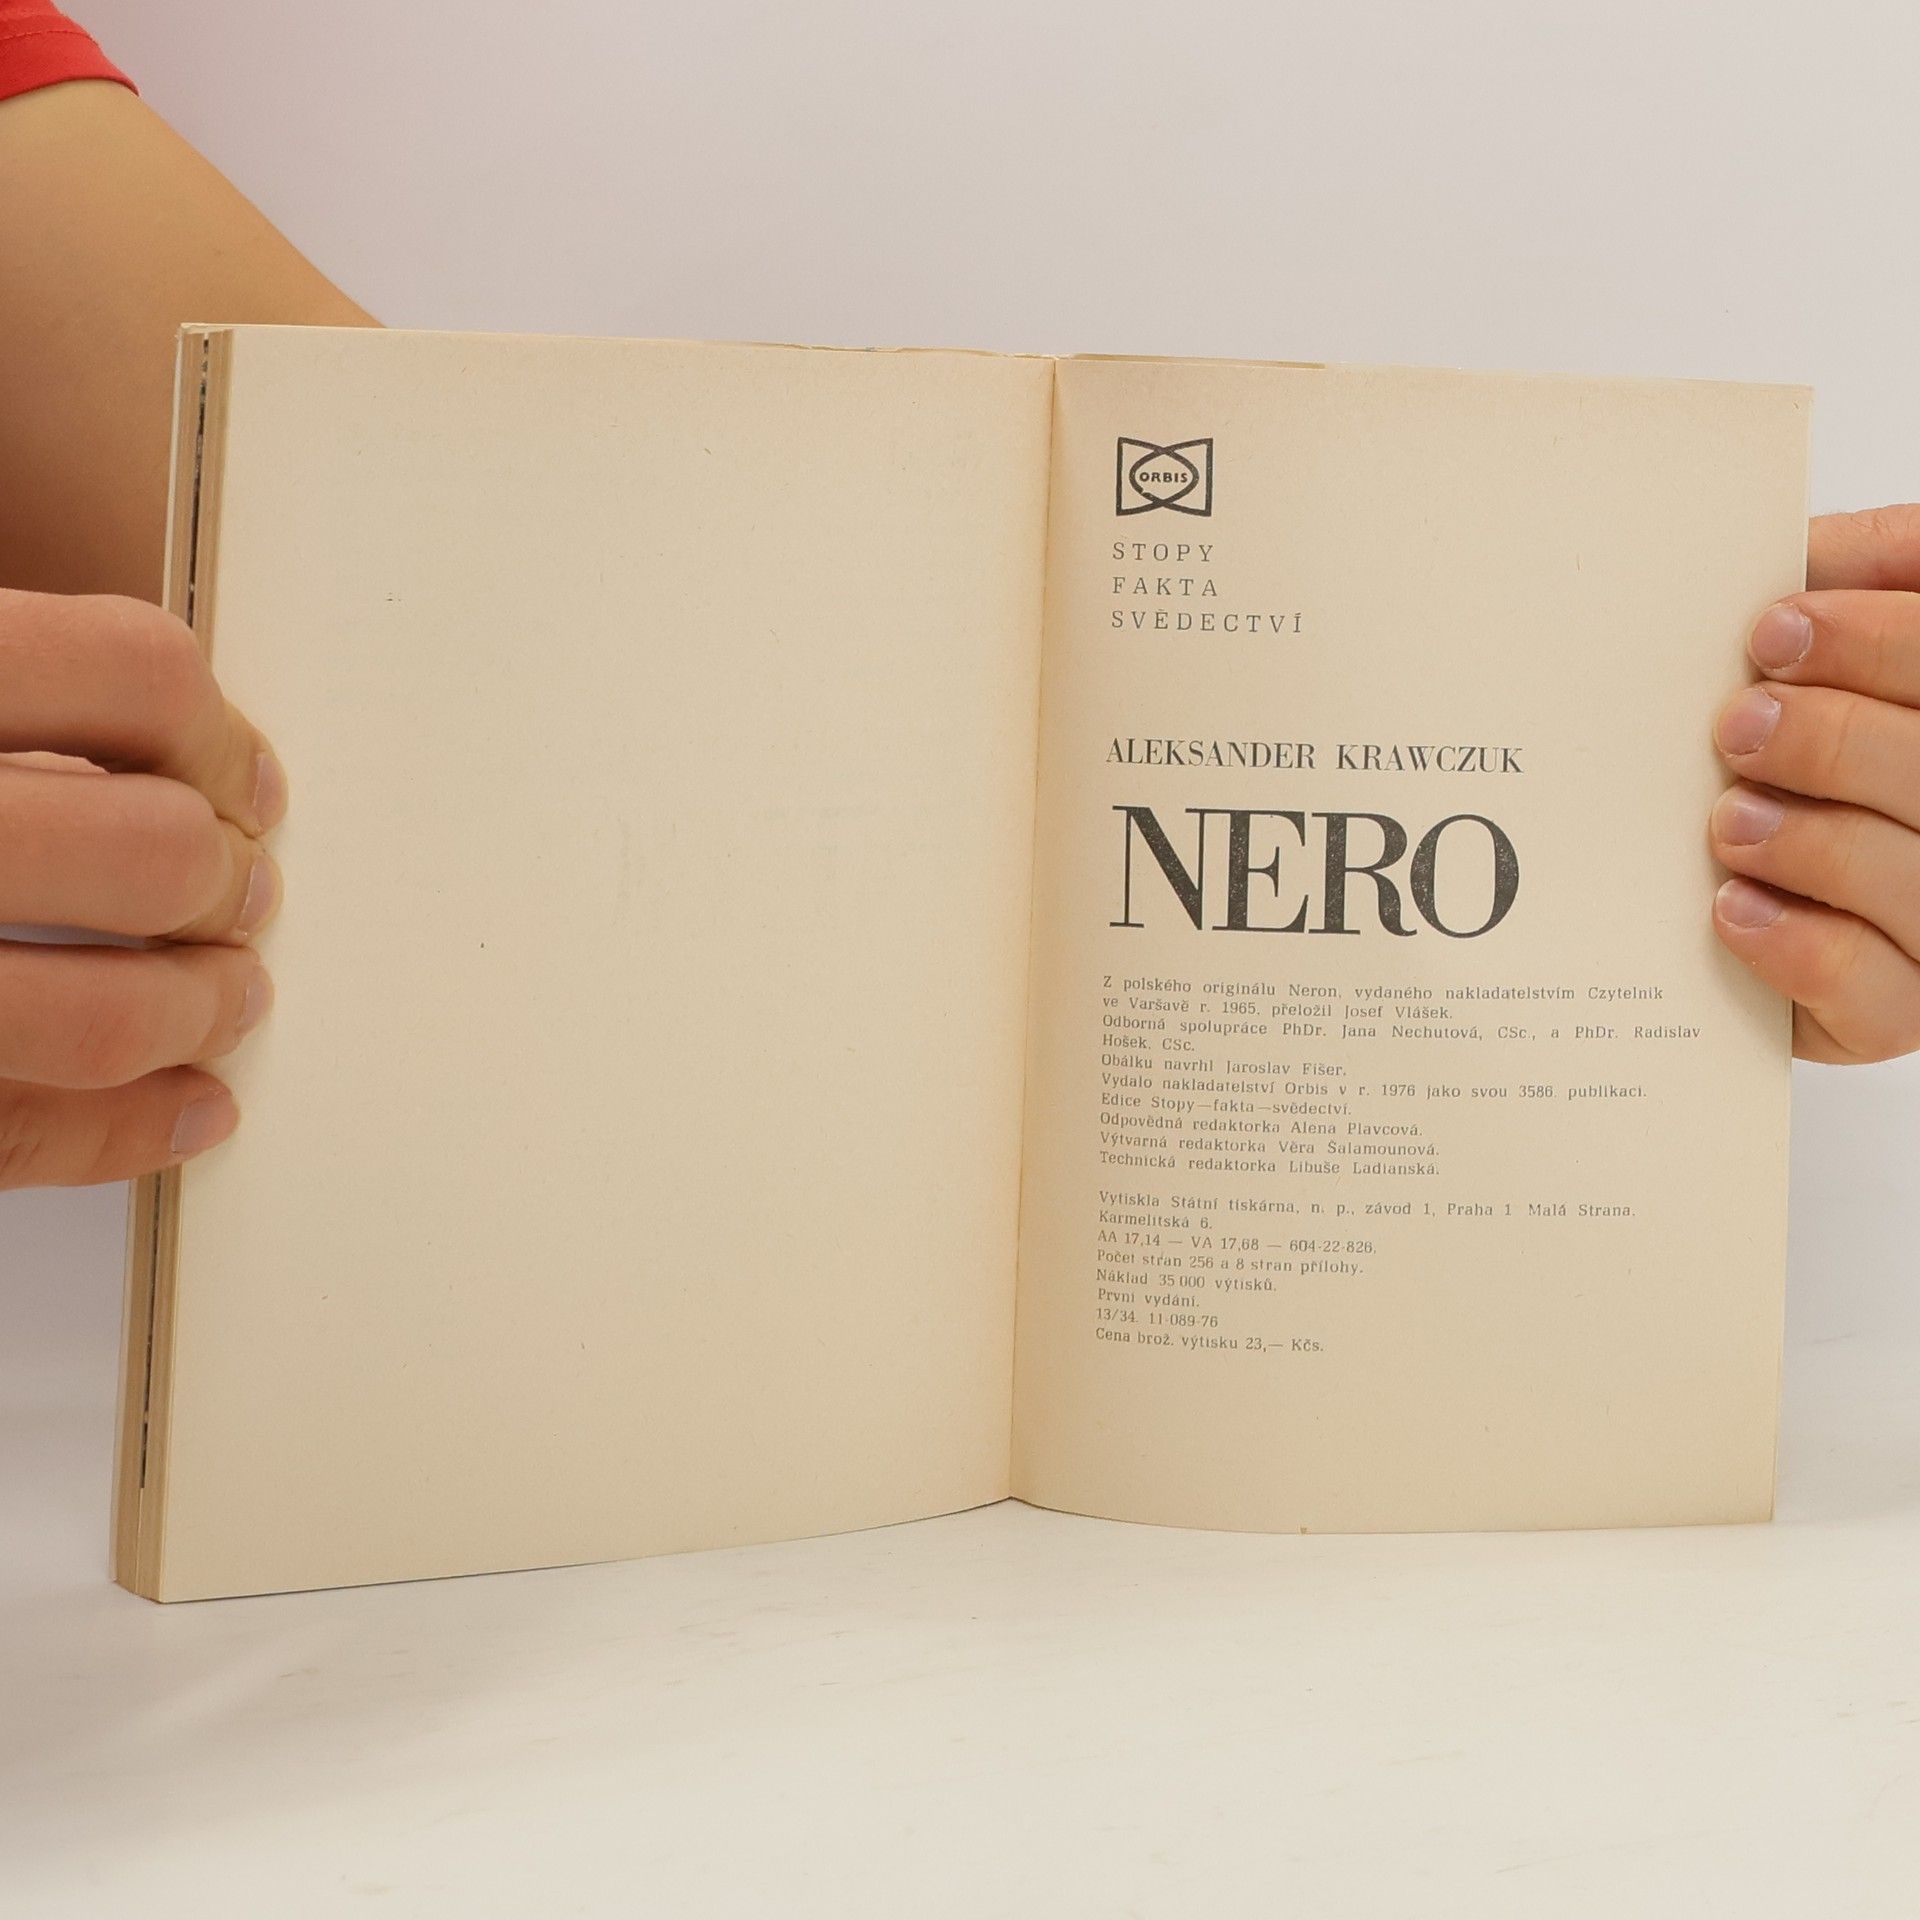 ORBIS
STOPY
FAKTA
SVĚDECTVÍ
ALEKSANDER KRAWCZUK
NERO
Z polského originálu Neron, vydaného nakladatelstvím Czytelnik
ve Varšavě r. 1965, přeložil Josef Vlášek.
Odborná spolupráce PhDr. Jana Nechutová, CSc., a PhDr. Radislav
Hošek, CSc.
Obálku navrhl Jaroslav Fišer.
Vydalo nakladatelství Orbis v r. 1976 jako svou 3586. publikaci.
Edice Stopy—fakta—svědectví.
Odpovědná redaktorka Alena Plavcová.
Výtvarná redaktorka Věra Šalamounová.
Technická redaktorka Libuše Ladianská.
Vytiskla Státní tiskárna, n. p., závod 1, Praha 1 Malá Strana,
Karmelitská 6.
AA 17,14 — VA 17,68 — 604-22-826.
Počet stran 256 a 8 stran přílohy.
Náklad 35 000 výtisků.
První vydání.
13/34. 11-089-76
Cena brož. výtisku 23,— Kčs.